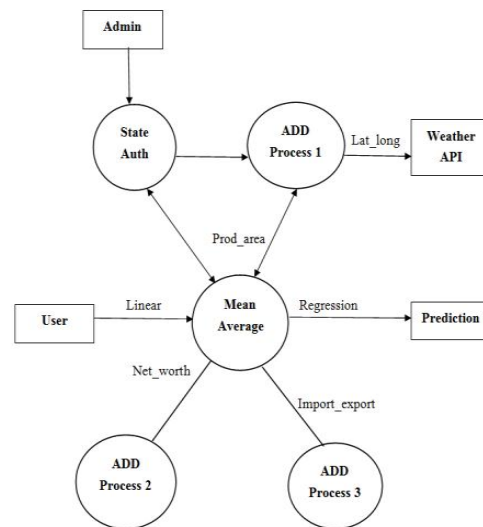 Admin
State
Auth
ADD
Process 1
Lat_long
Weather
API
Prod_area
User
Linear
Mean
Average
Regression
Prediction
Net_worth
Import_export
ADD
Process 2
ADD
Process 3